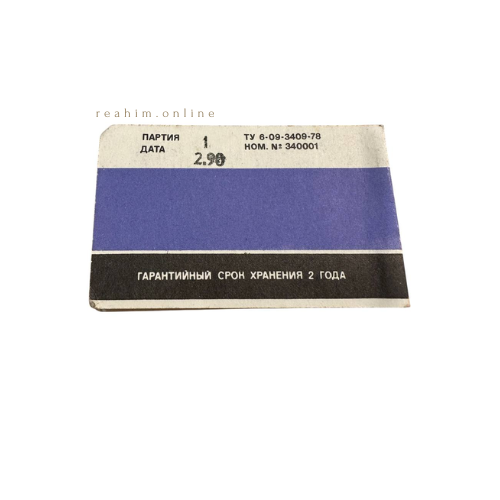 reahim.online
ПАРТИЯ 1 ТУ 6-09-3409-78
ДАТА 2.90 НОМ. № 340001
ГАРАНТИЙНЫЙ СРОК ХРАНЕНИЯ 2 ГОДА